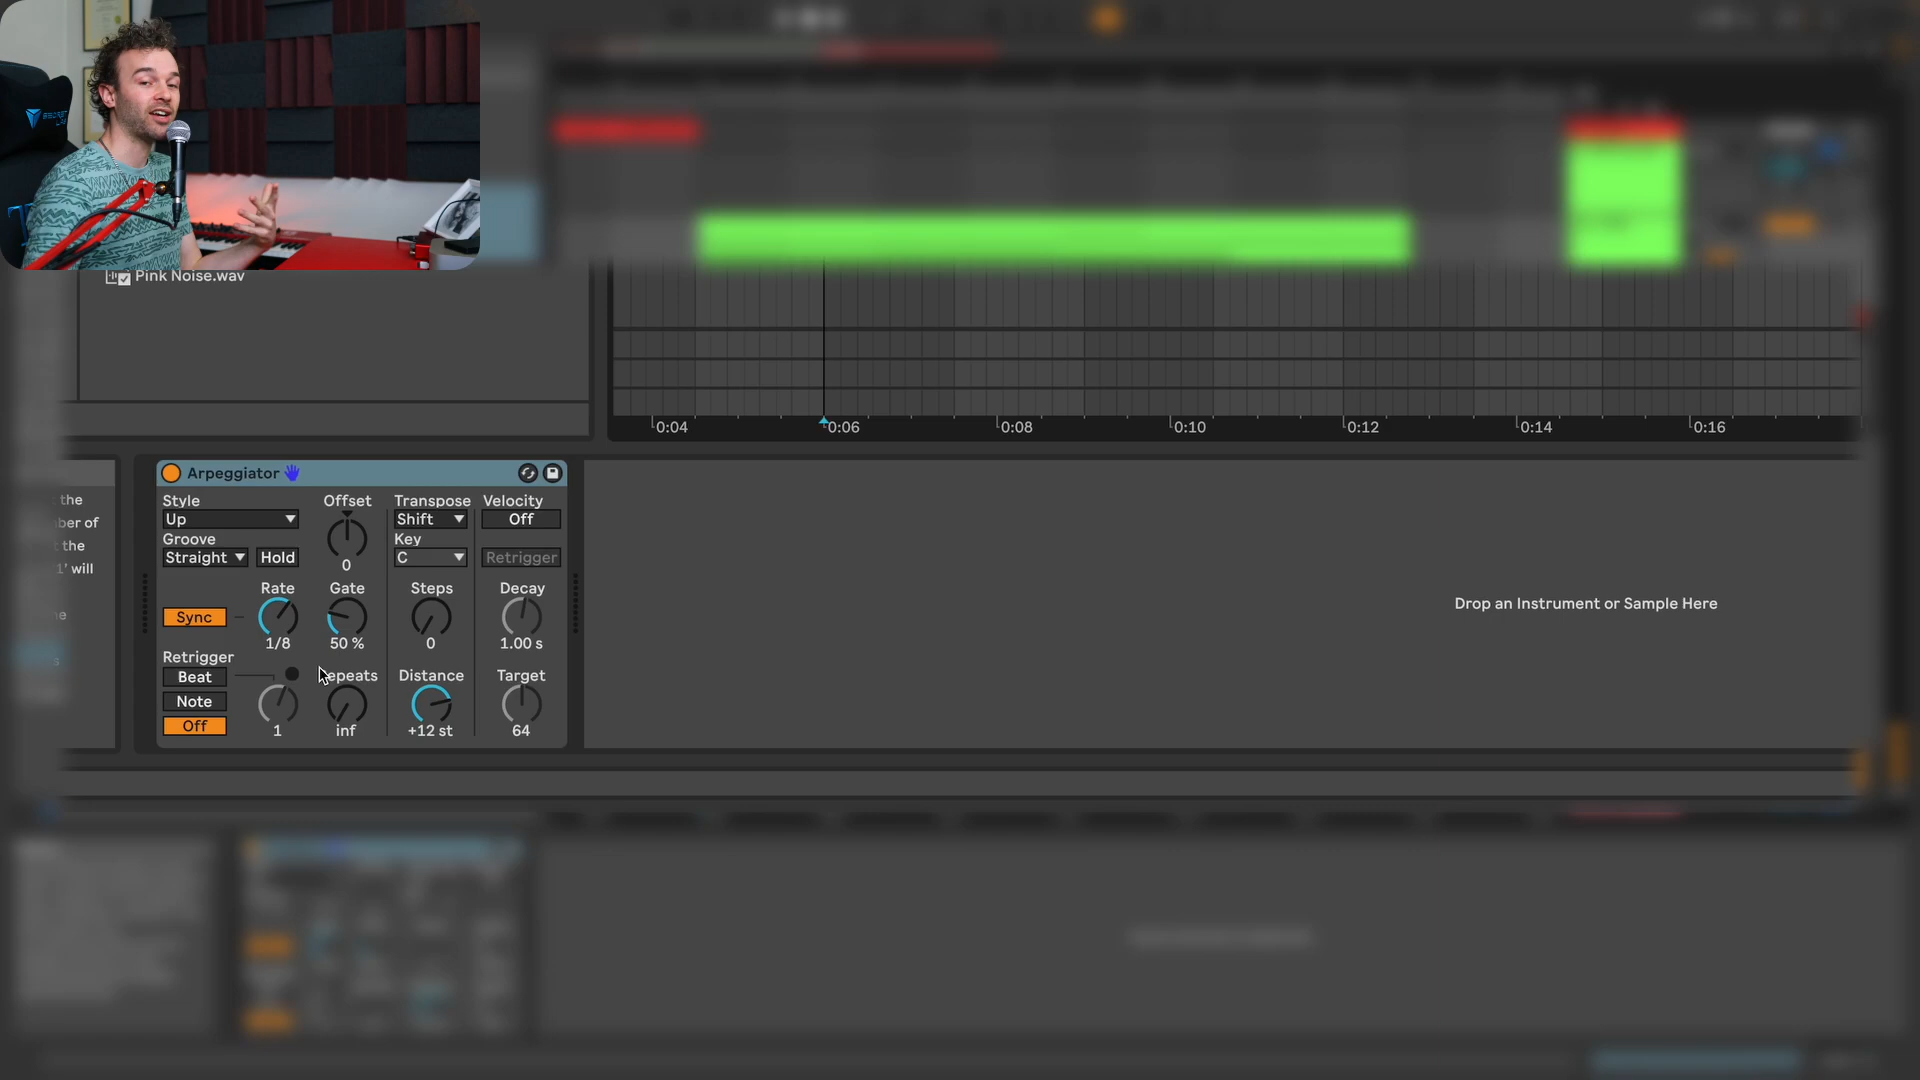 Pink Noise.wav
0:04
0:06
0:08
0:10
0:12
0:14
0:16
the
ber of
the
1' will
Arpeggiator
Style
Up
Groove
Straight
Hold
Offset
0
Transpose
Shift
Key
C
Velocity
Off
Retrigger
Sync
Rate
1/8
Gate
50 %
Steps
0
Decay
1.00 s
Retrigger
Beat
Note
Off
1
epeats
inf
Distance
+12 st
Target
64
Drop an Instrument or Sample Here